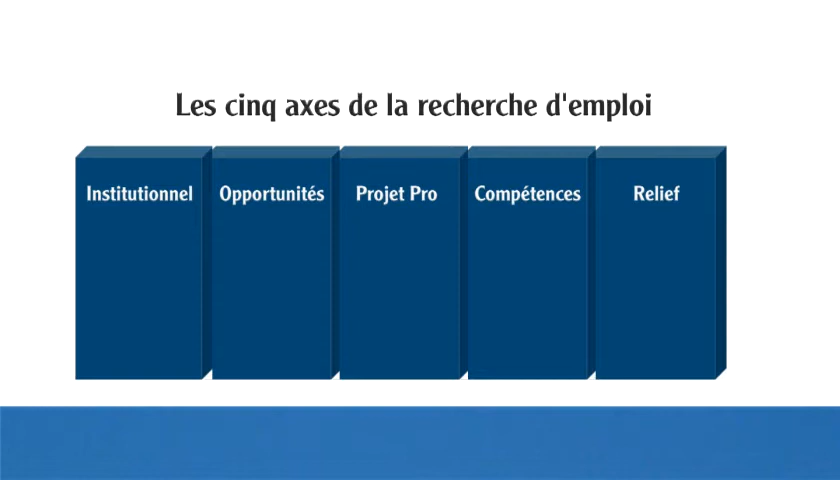 Les cinq axes de la recherche d'emploi
Institutionnel Opportunités Projet Pro Compétences Relief